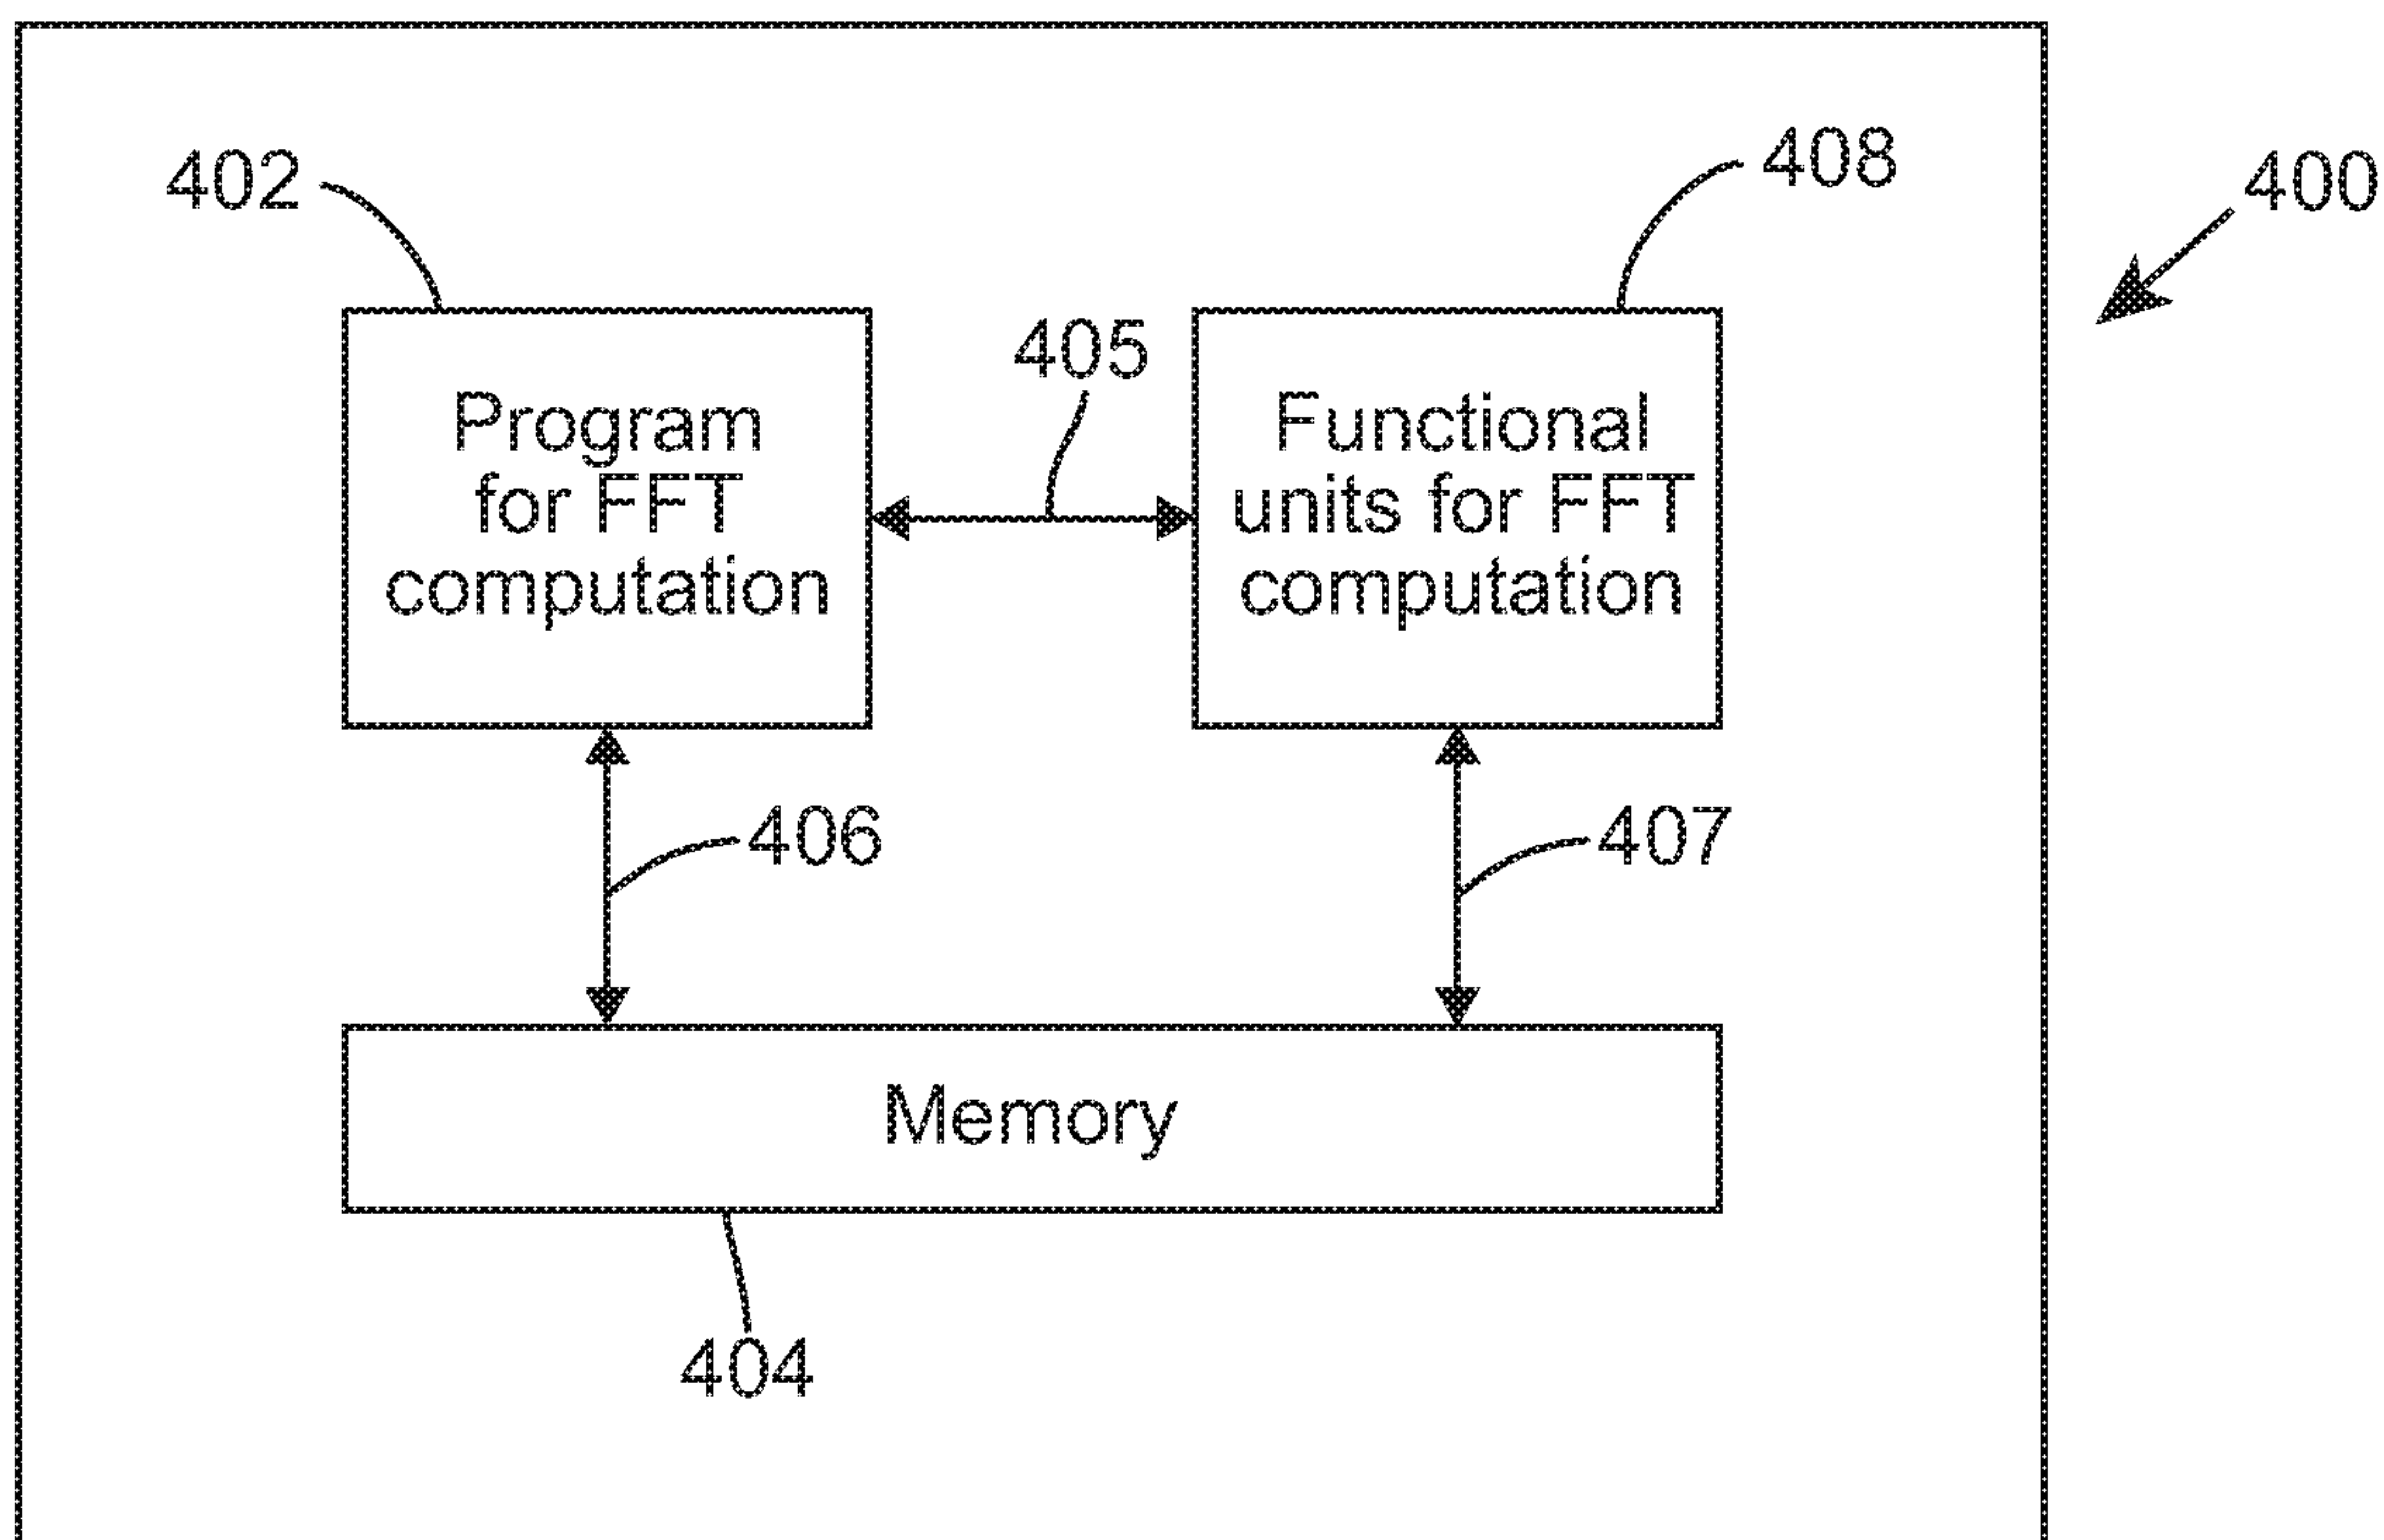 402
408
400
405
Program
for FFT
computation
Functional
units for FFT
computation
406
407
Memory
404